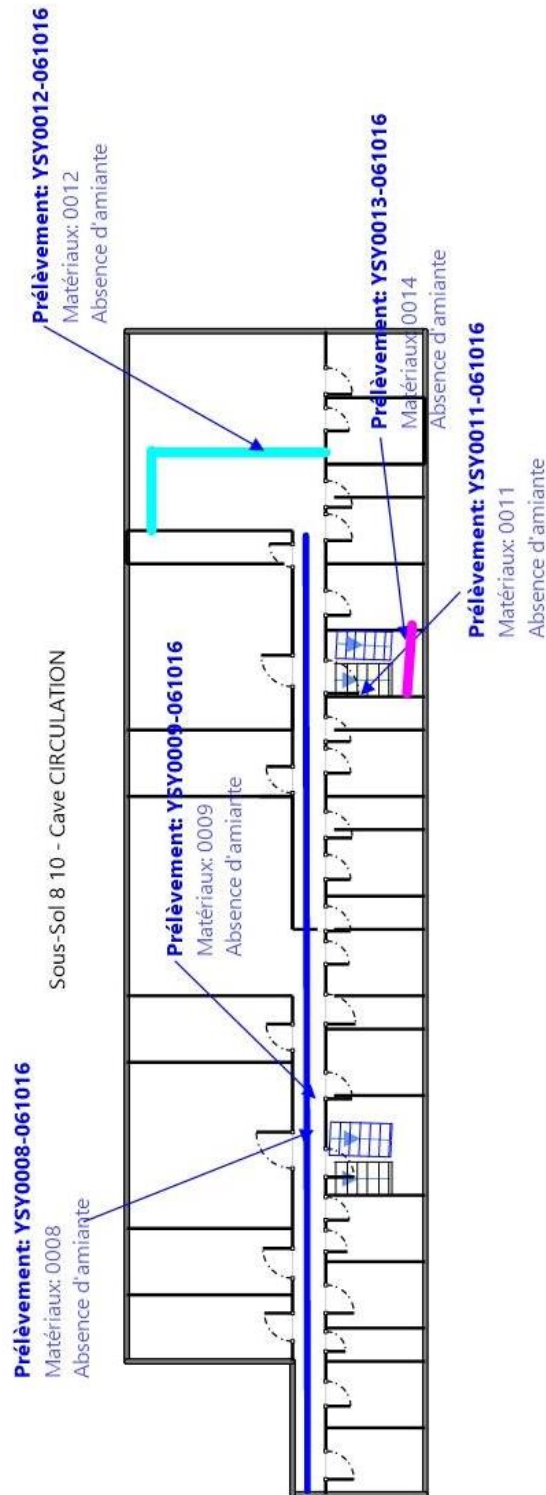 Sous-Sol 8 10 - Cave CIRCULATION
Prélèvement: YSY0008-061016
Matériaux: 0008
Absence d'amiante
Prélèvement: YSY0009-061016
Matériaux: 0009
Absence d'amiante
Prélèvement: YSY0012-061016
Matériaux: 0012
Absence d'amiante
Prélèvement: YSY0013-061016
Matériaux: 0014
Absence d'amiante
Prélèvement: YSY0011-061016
Matériaux: 0011
Absence d'amiante